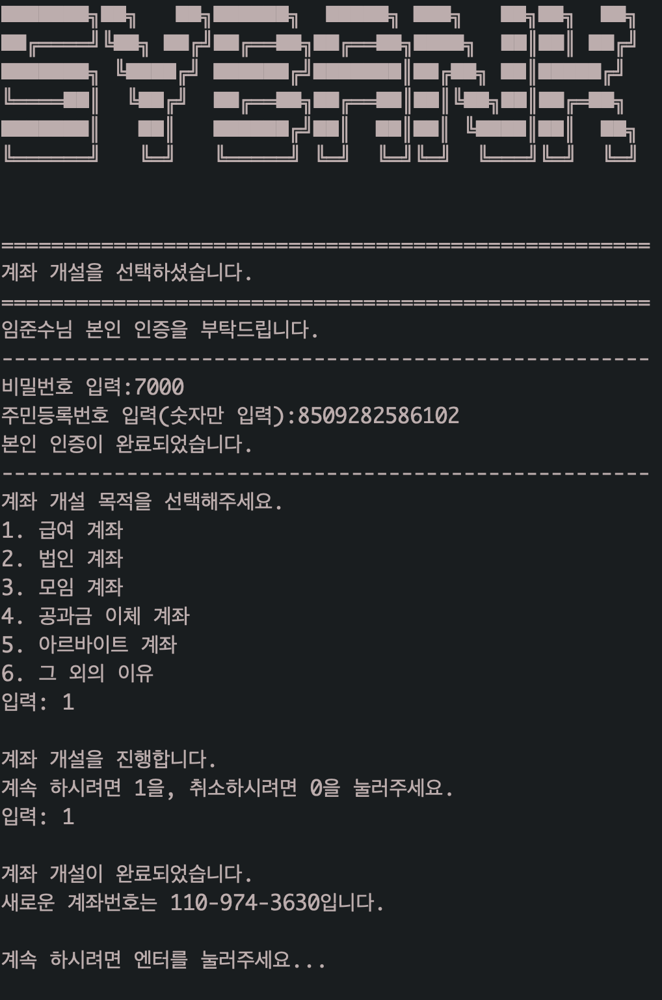 SYBANK
====================================================
계좌 개설을 선택하셨습니다.
====================================================
임준수님 본인 인증을 부탁드립니다.
----------------------------------------------------
비밀번호 입력:7000
주민등록번호 입력(숫자만 입력):8509282586102
본인 인증이 완료되었습니다.
----------------------------------------------------
계좌 개설 목적을 선택해주세요.
1. 급여 계좌
2. 법인 계좌
3. 모임 계좌
4. 공과금 이체 계좌
5. 아르바이트 계좌
6. 그 외의 이유
입력: 1
계좌 개설을 진행합니다.
계속 하시려면 1을, 취소하시려면 0을 눌러주세요.
입력: 1
계좌 개설이 완료되었습니다.
새로운 계좌번호는 110-974-3630입니다.
계속 하시려면 엔터를 눌러주세요...